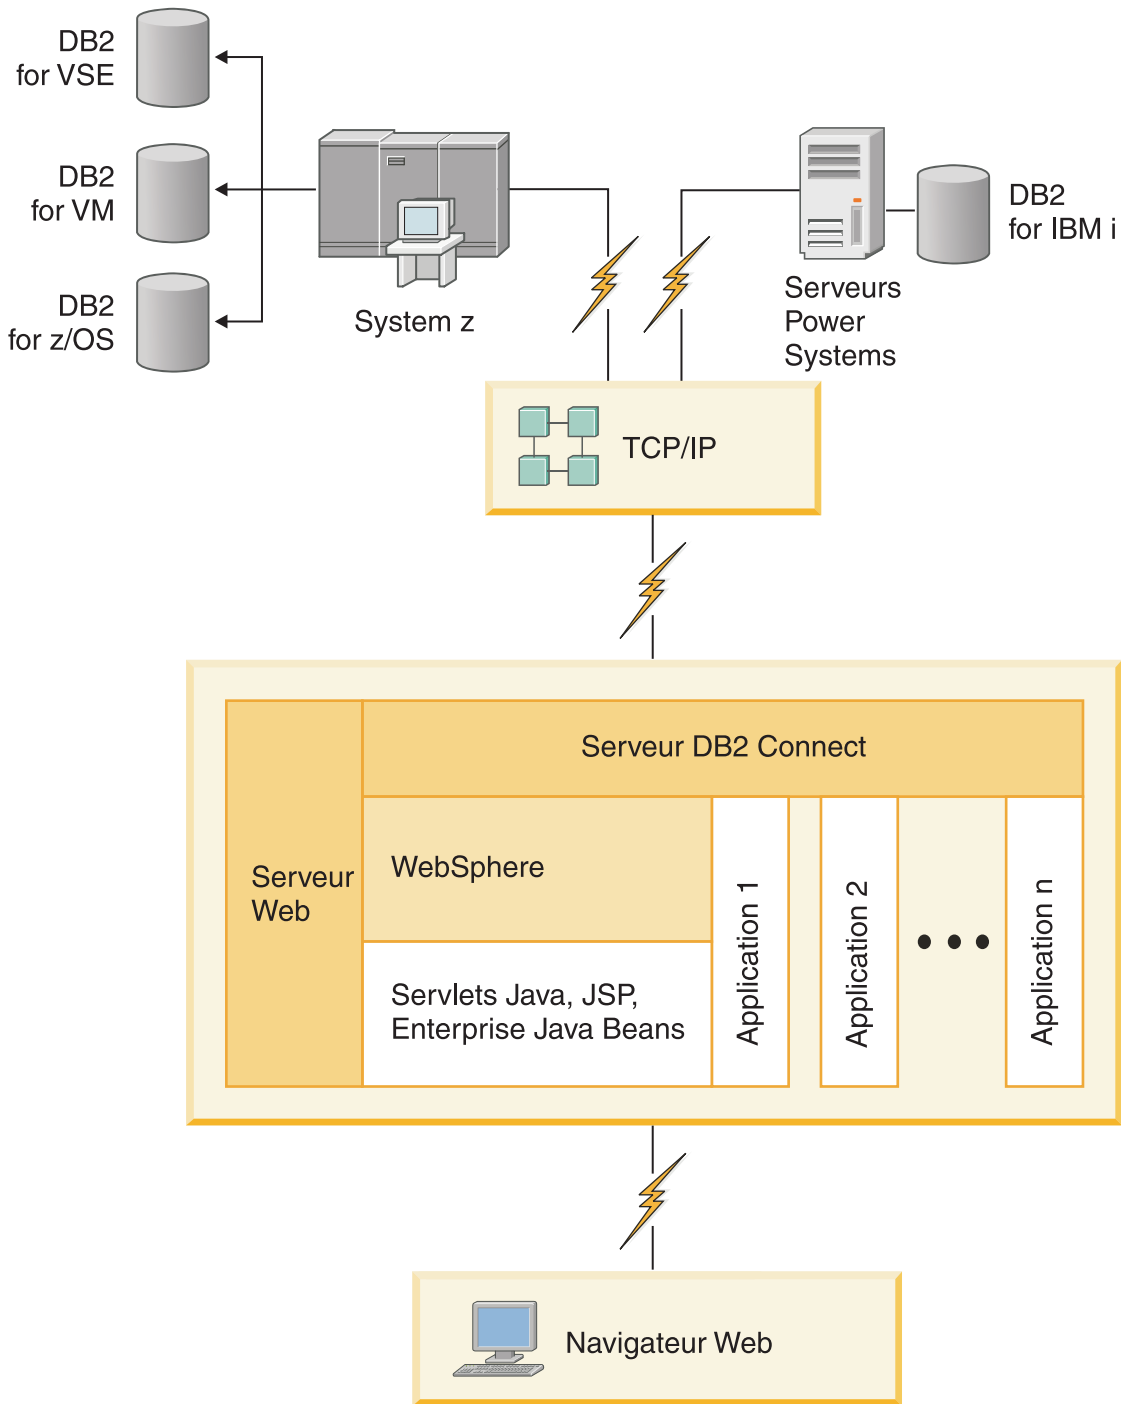 DB2
for VSE
DB2
for VM
DB2
for z/OS
System z
DB2
for IBM i
Serveurs
Power
Systems
TCP/IP
Serveur DB2 Connect
Serveur
Web
WebSphere
Servlets Java, JSP,
Enterprise Java Beans
Application 1
Application 2
Application n
Navigateur Web